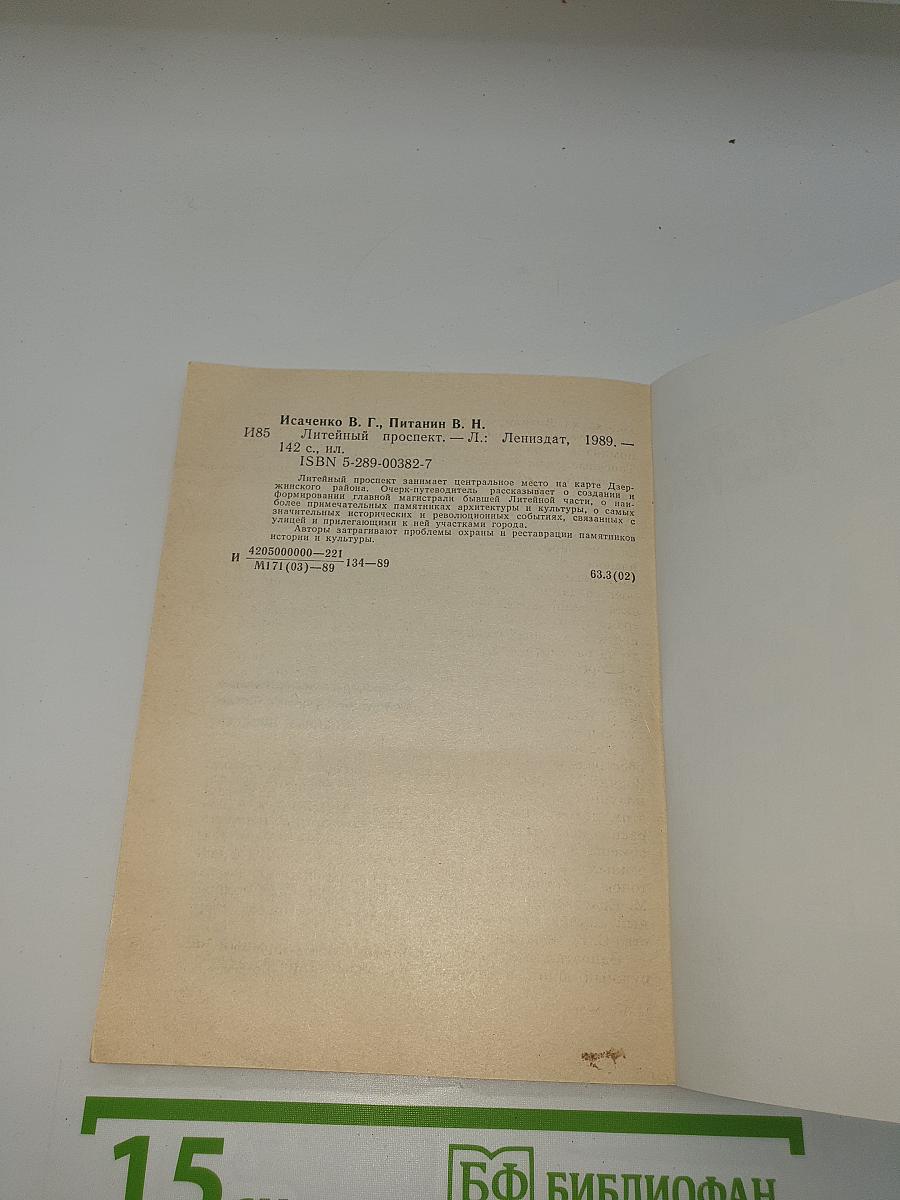 Исаченко В. Г., Питанин В. Н.
И85 Литейный проспект. — Л.: Лениздат, 1989. —
142 с., ил.
ISBN 5-289-00382-7
Литейный проспект занимает центральное место на карте Дзер-
жинского района. Очерк-путеводитель рассказывает о создании и
формировании главной магистрали бывшей Литейной части, о наи-
более примечательных памятниках архитектуры и культуры, о самых
значительных исторических и революционных событиях, связанных с
улицей и прилегающими к ней участками города.
Авторы затрагивают проблемы охраны и реставрации памятников
истории и культуры.
И 4205000000—221
М171(03)—89 134—89
63.3(02)
15
БФ БИБЛИОФАН